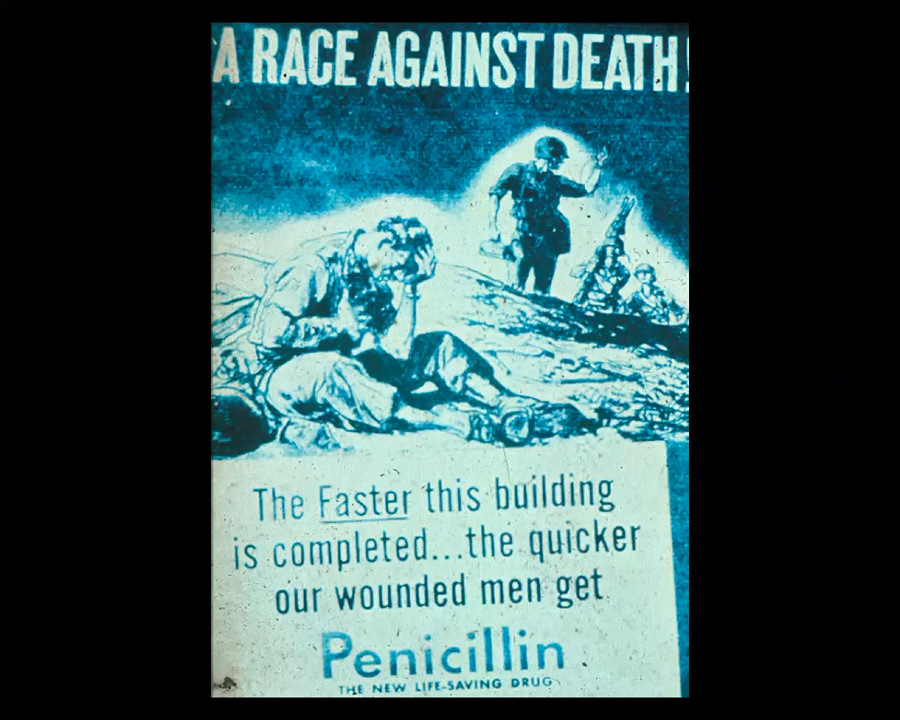 A RACE AGAINST DEATH!
The Faster this building
is completed...the quicker
our wounded men get
Penicillin
THE NEW LIFE-SAVING DRUG